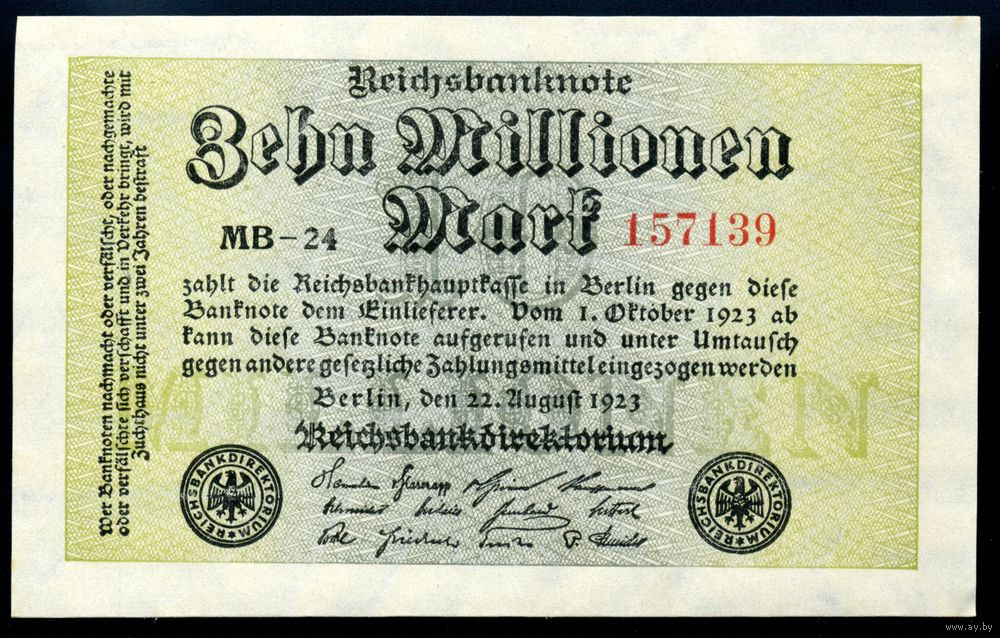 Reichsbanknote
Zehn Millionen
Mark
MB-24
157139
zahlt die Reichsbankhauptkasse in Berlin gegen diese
Banknote dem Einlieferer. Vom 1. Oktober 1923 ab
kann diese Banknote aufgerufen und unter Umtausch
gegen andere gesetzliche Zahlungsmittel eingezogen werden
Berlin, den 22. August 1923
Reichsbankdirektorium
Wer Banknoten nachmacht oder verfälscht, oder nachgemachte
oder verfälschte sich verschafft und in Verkehr bringt, wird mit
Zuchthaus nicht unter zwei Jahren bestraft
REICHSBANKDIREKTORIUM
REICHSBANKDIREKTORIUM
www.ay.by